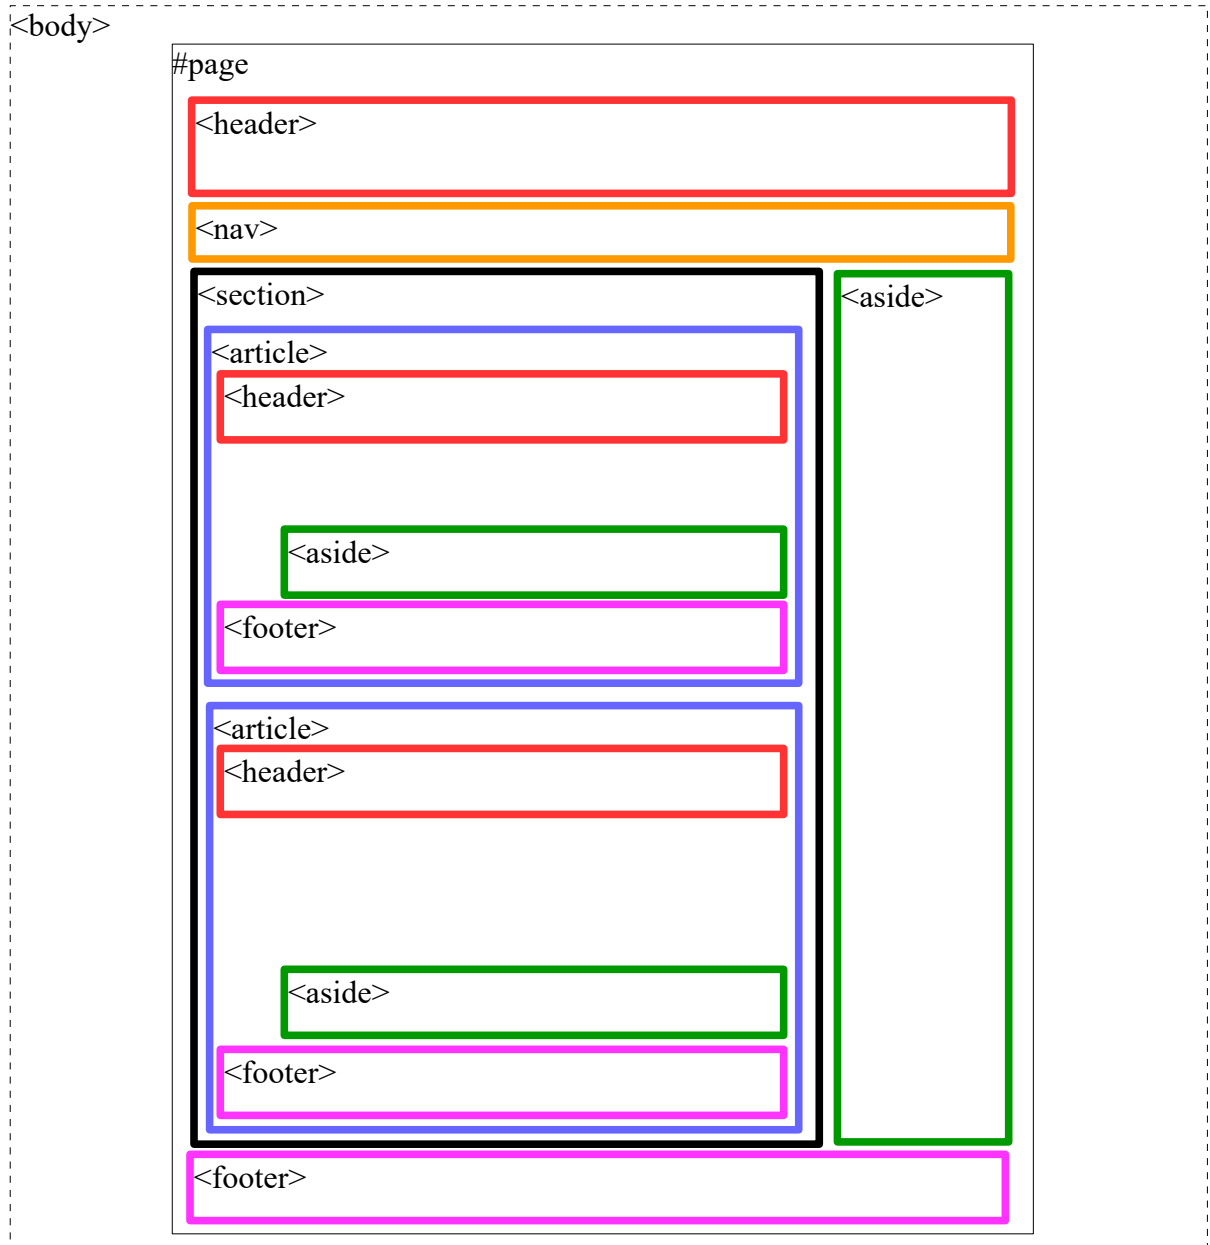 <body>
#page
<header>
<nav>
<section>
<article>
<header>
<aside>
<footer>
<article>
<header>
<aside>
<footer>
<aside>
<footer>